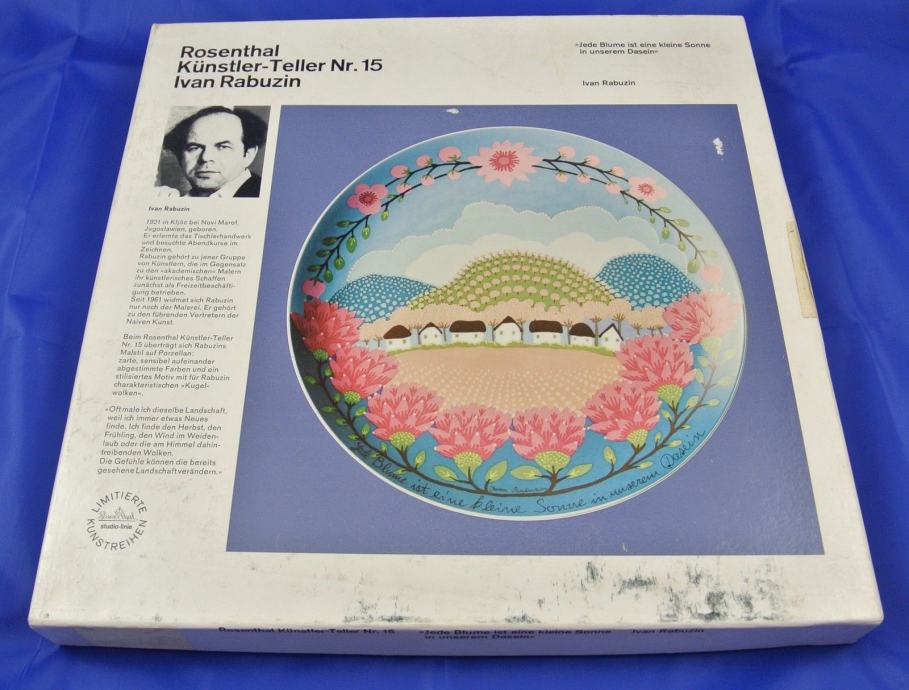 Rosenthal
Künstler-Teller Nr. 15
Ivan Rabuzin
»Jede Blume ist eine kleine Sonne
in unserem Dasein«
Ivan Rabuzin
Ivan Rabuzin
1921 in Ključ bei Novi Marof,
Jugoslawien, geboren.
Er erlernte das Tischlerhandwerk
und besuchte Abendkurse im
Zeichnen.
Rabuzin gehört zu jener Gruppe
von Künstlern, die im Gegensatz
zu den »akademischen« Malern
ihr künstlerisches Schaffen
zunächst als Freizeitbeschäfti-
gung betrieben.
Seit 1961 widmet sich Rabuzin
nur noch der Malerei. Er gehört
zu den führenden Vertretern der
Naiven Kunst.
Beim Rosenthal Künstler-Teller
Nr. 15 überträgt sich Rabuzins
Malstil auf Porzellan:
zarte, sensibel aufeinander
abgestimmte Farben und ein
stilisiertes Motiv mit für Rabuzin
charakteristischen »Kugel-
wolken«.
»Oft male ich dieselbe Landschaft,
weil ich immer etwas Neues
finde. Ich finde den Herbst, den
Frühling, den Wind im Weiden-
laub oder die am Himmel dahin-
treibenden Wolken.
Die Gefühle können die bereits
gesehene Landschaft verändern.«
LIMITIERTE
studio-linie
KUNSTREIHEN
Blume ist eine kleine Sonne in unserem Dasein
Rosenthal Künstler-Teller Nr. 15
»Jede Blume ist eine kleine Sonne
in unserem Dasein«
Ivan Rabuzin